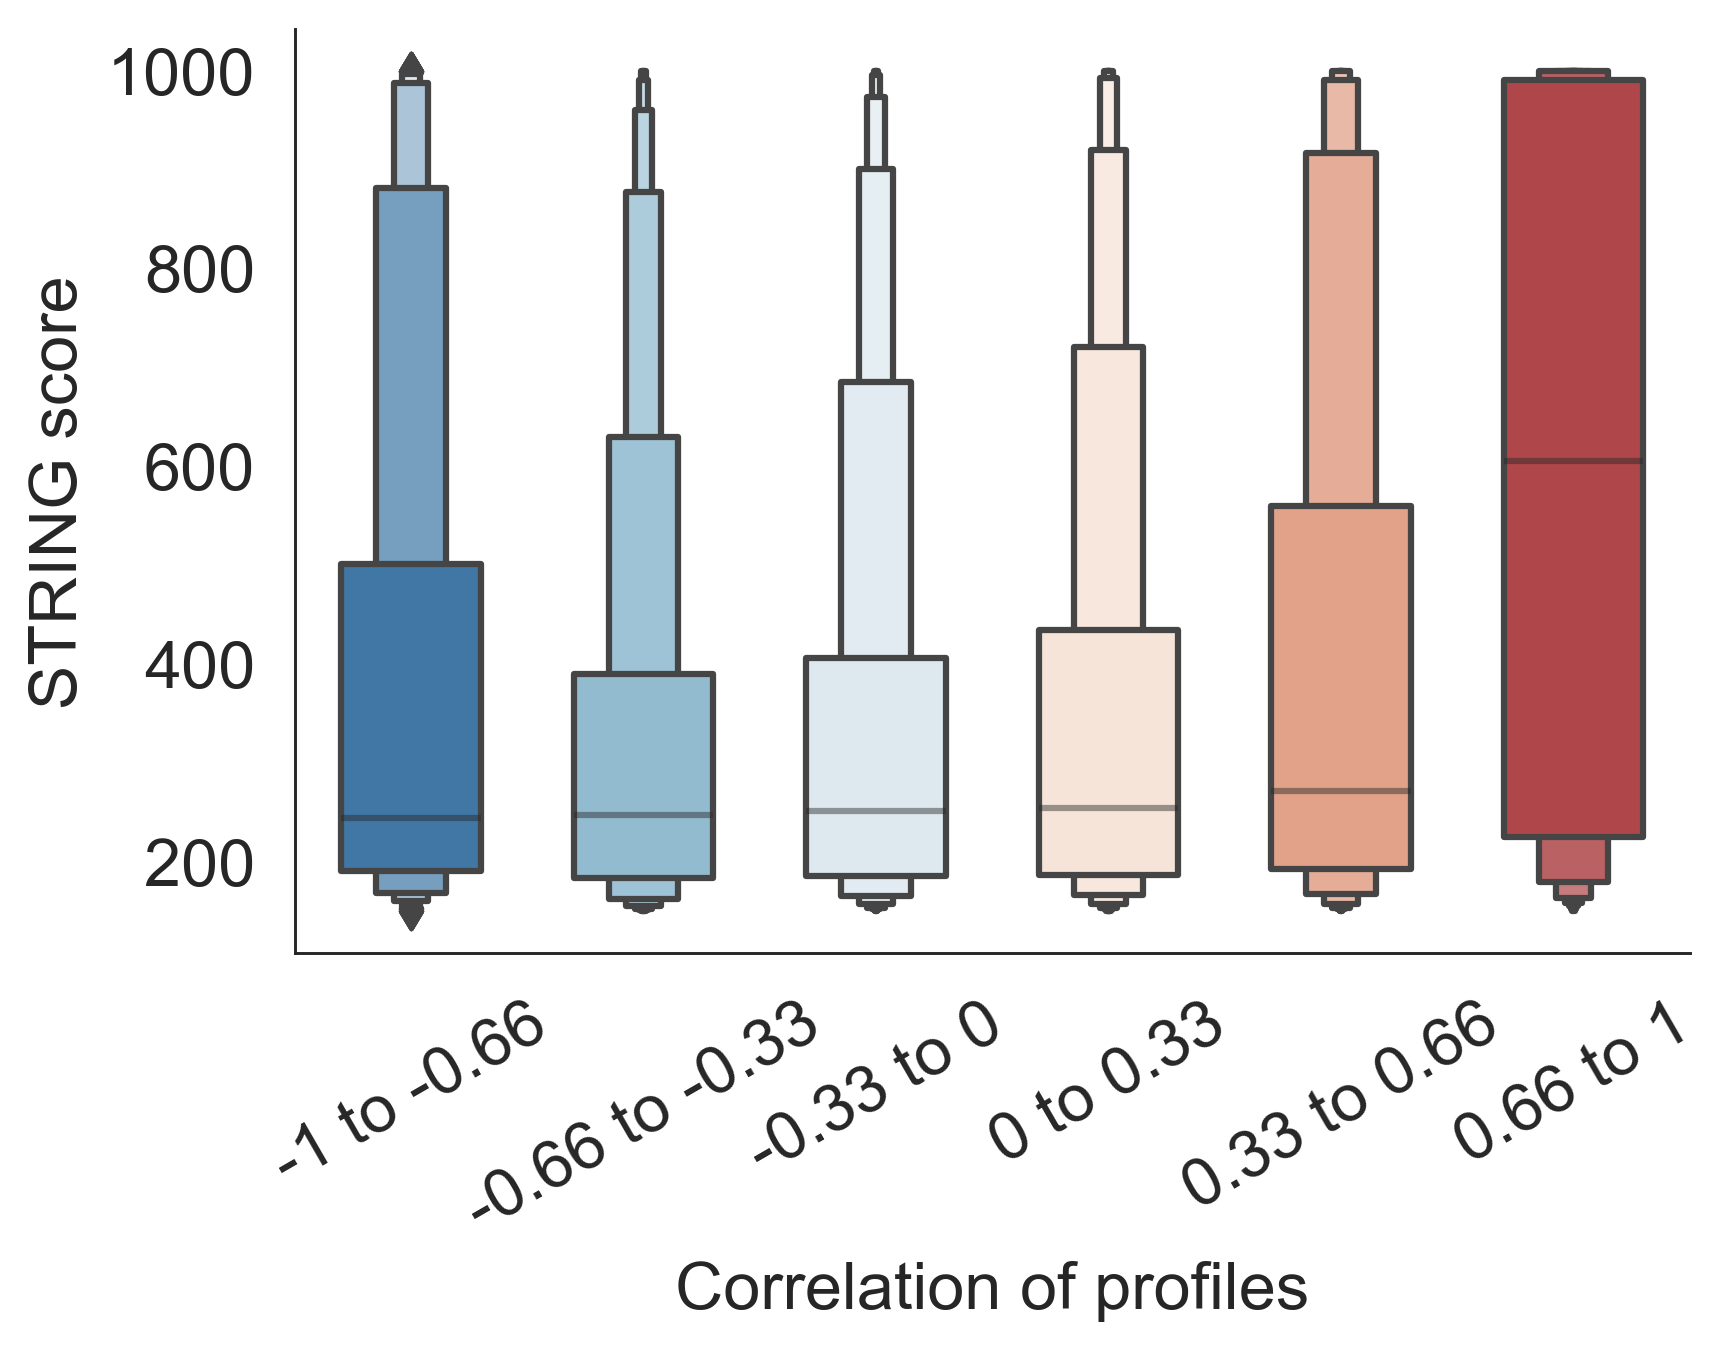 1000
800
600
400
200
STRING score
-1 to -0.66
-0.66 to -0.33
-0.33 to 0
0 to 0.33
0.33 to 0.66
0.66 to 1
Correlation of profiles